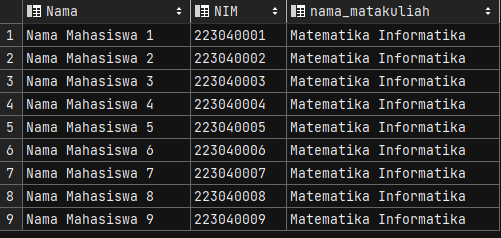 Nama NIM nama_matakuliah
1 Nama Mahasiswa 1 223040001 Matematika Informatika
2 Nama Mahasiswa 2 223040002 Matematika Informatika
3 Nama Mahasiswa 3 223040003 Matematika Informatika
4 Nama Mahasiswa 4 223040004 Matematika Informatika
5 Nama Mahasiswa 5 223040005 Matematika Informatika
6 Nama Mahasiswa 6 223040006 Matematika Informatika
7 Nama Mahasiswa 7 223040007 Matematika Informatika
8 Nama Mahasiswa 8 223040008 Matematika Informatika
9 Nama Mahasiswa 9 223040009 Matematika Informatika